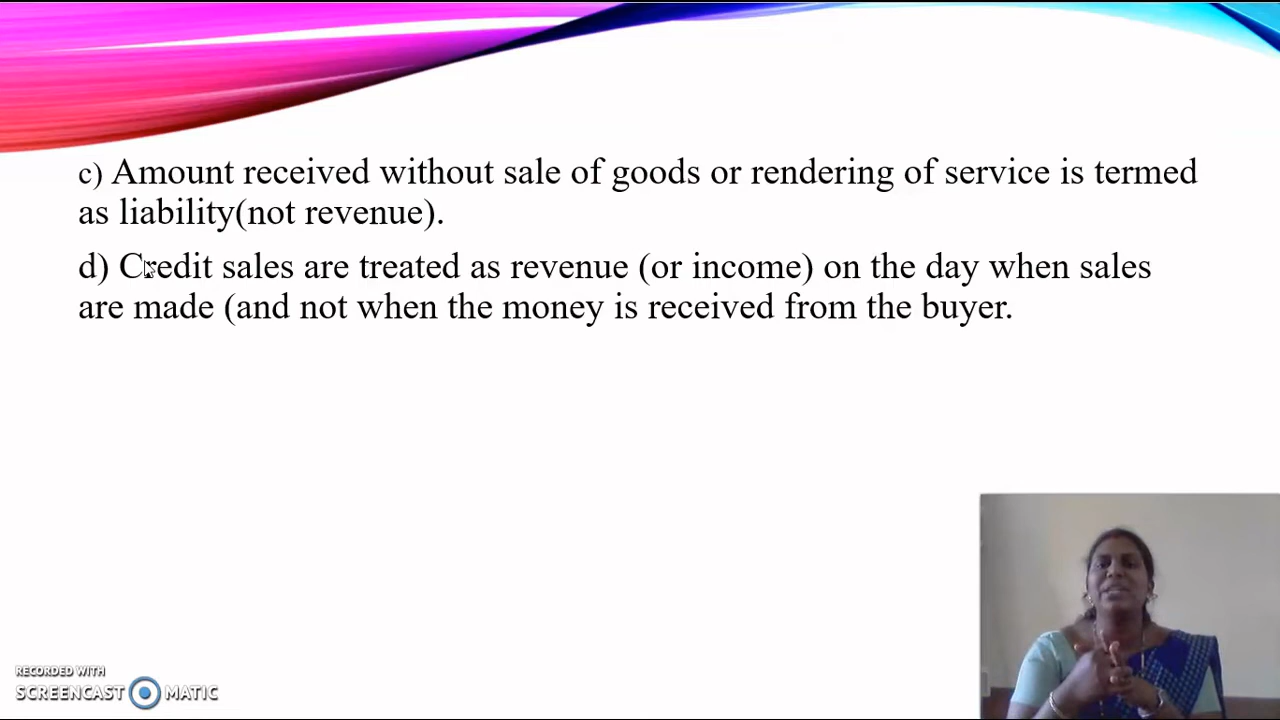 c) Amount received without sale of goods or rendering of service is termed
as liability(not revenue).
d) Credit sales are treated as revenue (or income) on the day when sales
are made (and not when the money is received from the buyer.
RECORDED WITH
SCREENCAST MATIC